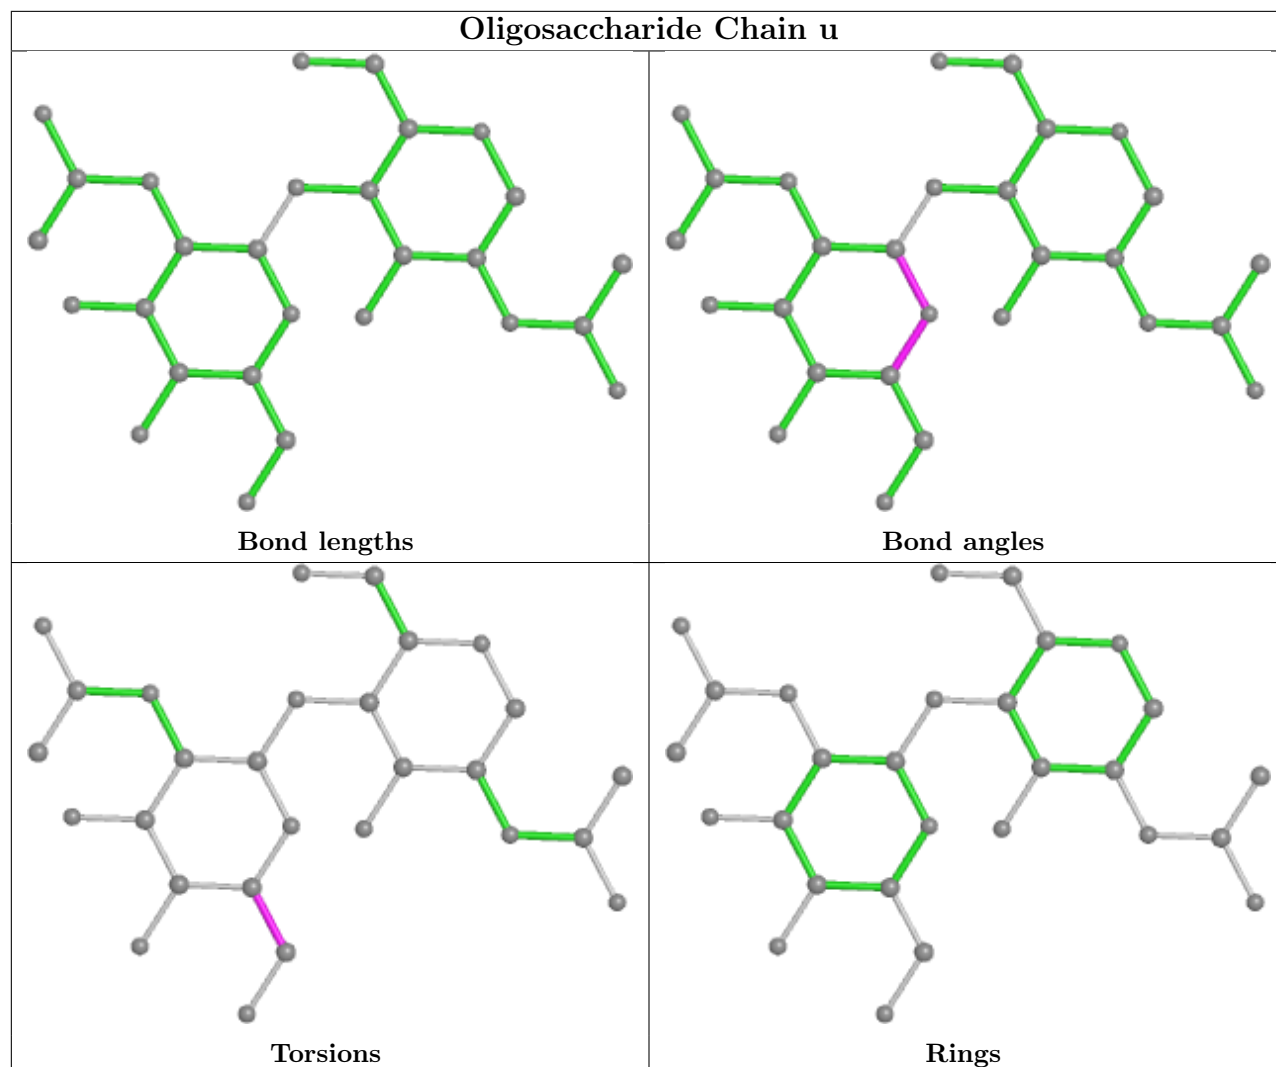 Oligosaccharide Chain u
Bond lengths
Bond angles
Torsions
Rings